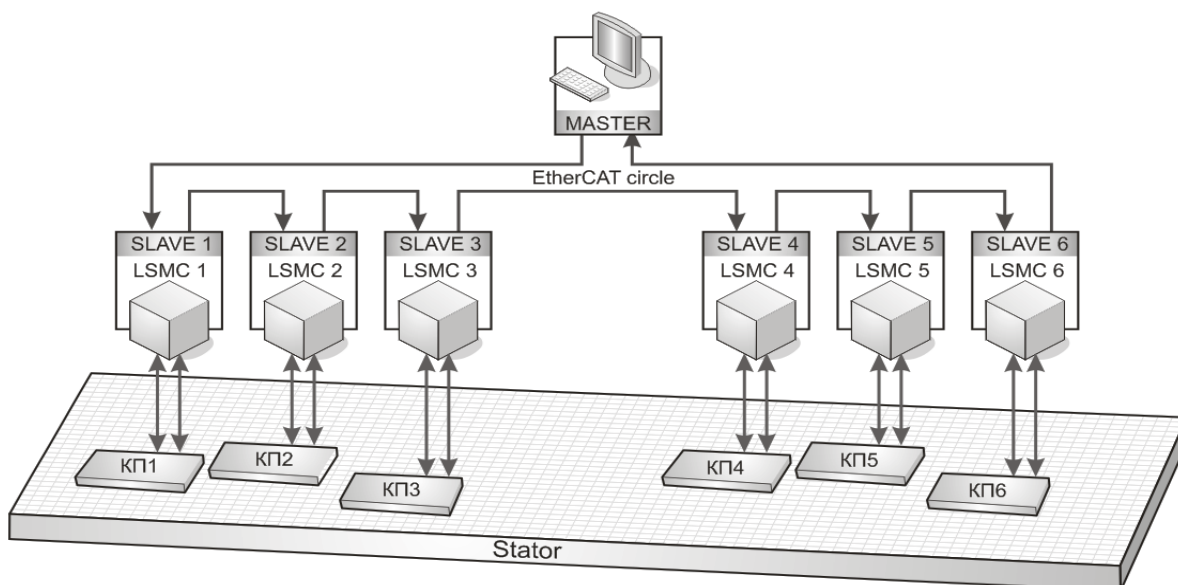 MASTER
EtherCAT circle
SLAVE 1
LSMC 1
SLAVE 2
LSMC 2
SLAVE 3
LSMC 3
SLAVE 4
LSMC 4
SLAVE 5
LSMC 5
SLAVE 6
LSMC 6
КП1
КП2
КП3
КП4
КП5
КП6
Stator